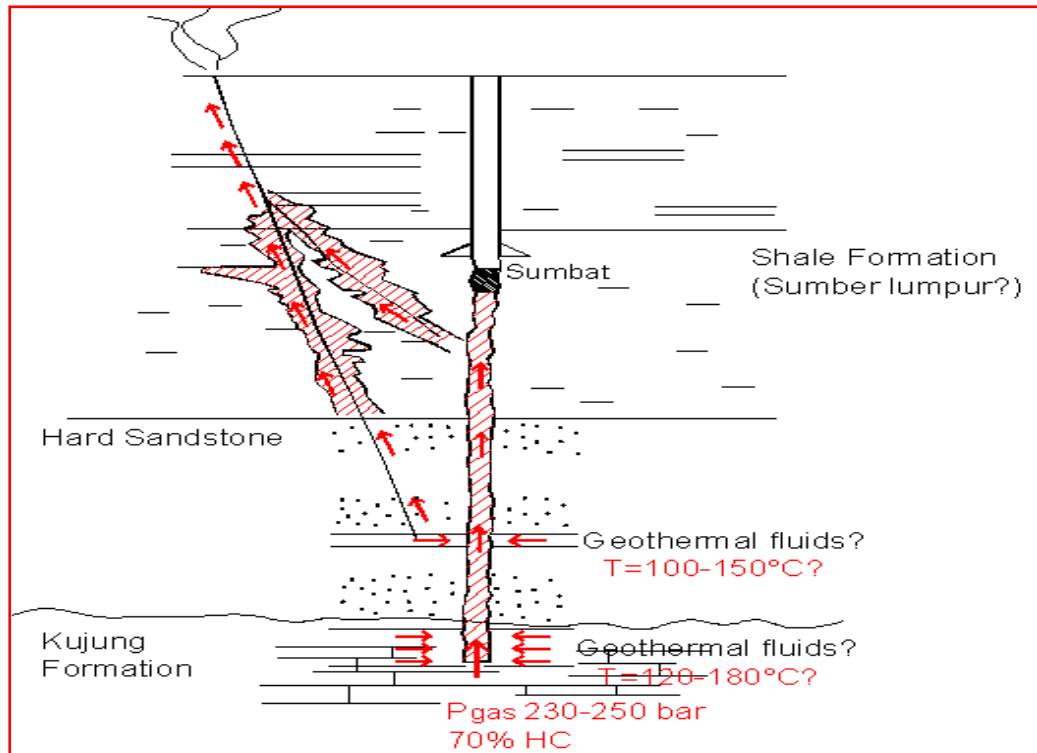 Sumbat
Shale Formation
(Sumber lumpur?)
Hard Sandstone
Geothermal fluids?
T=100-150°C?
Kujung
Formation
Geothermal fluids?
T=120-180°C?
Pgas 230-250 bar
70% HC